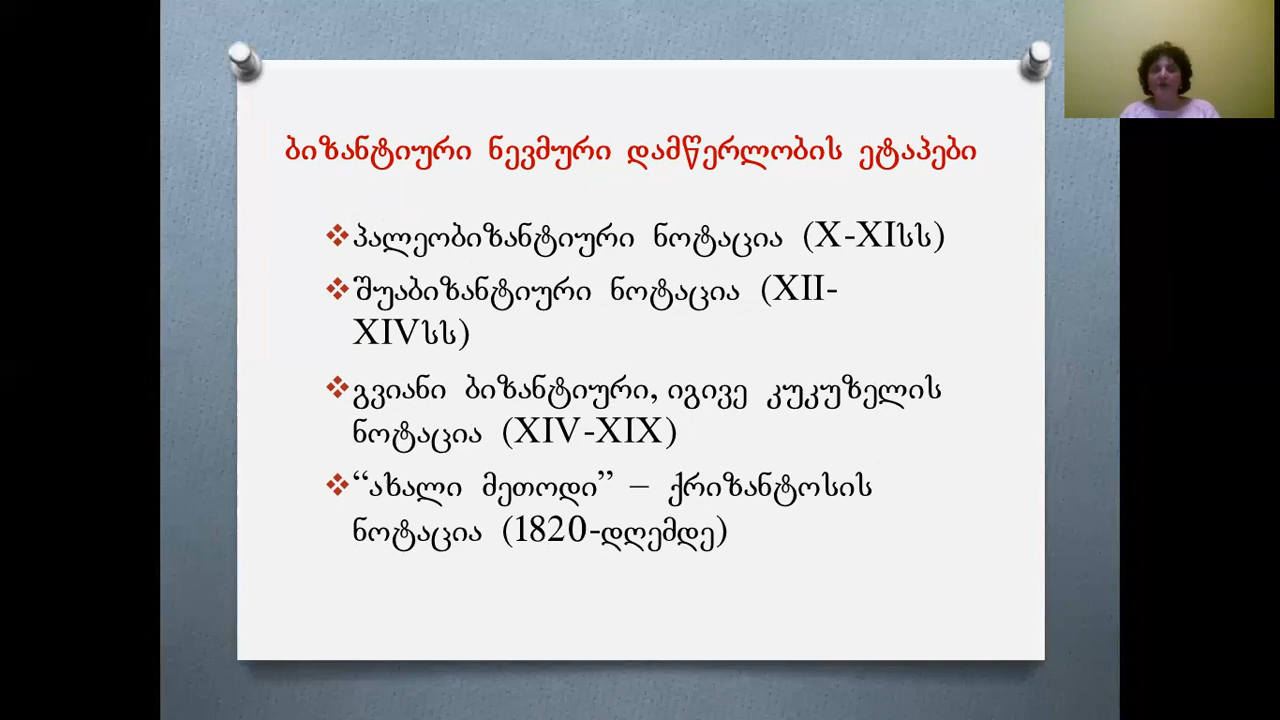 ბიზანტიური ნევმური დამწერლობის ეტაპები
❖პალეობიზანტიური ნოტაცია (X-XIსს)
❖შუაბიზანტიური ნოტაცია (XII-
XIVსს)
❖გვიანი ბიზანტიური, იგივე კუკუზელის
ნოტაცია (XIV-XIX)
❖“ახალი მეთოდი” – ქრიზანტოსის
ნოტაცია (1820-დღემდე)